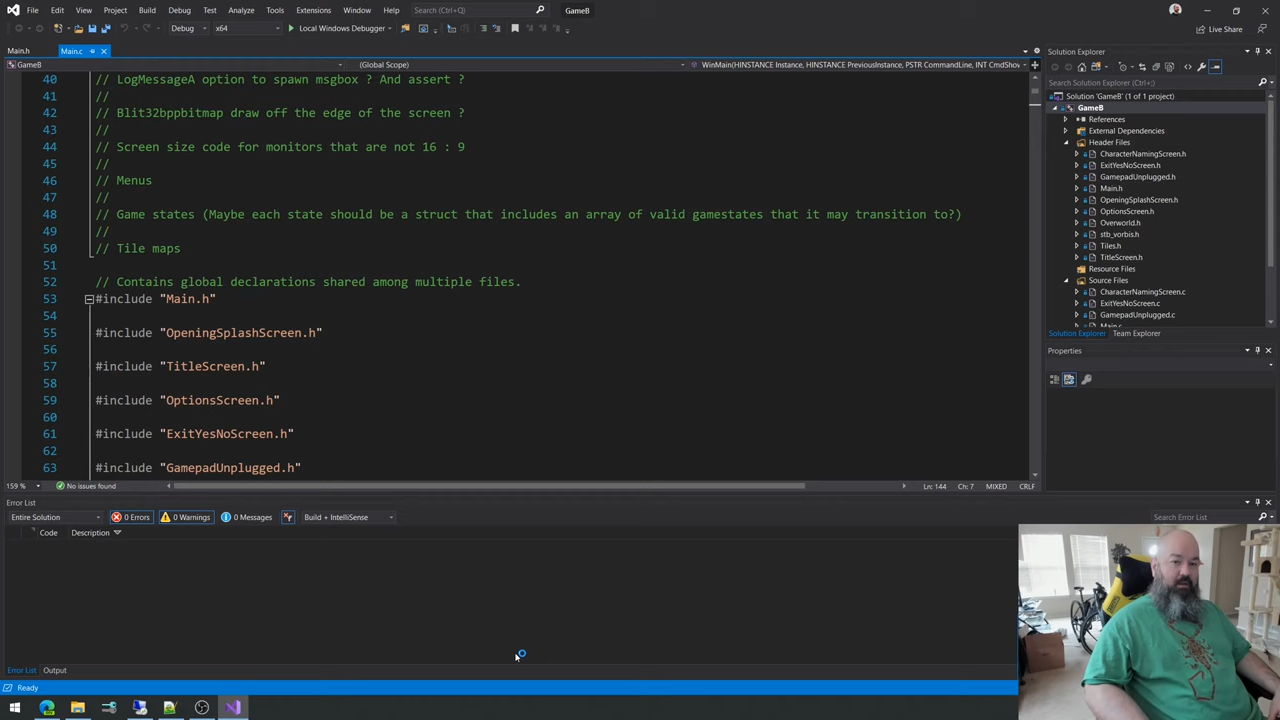 File Edit View Project Build Debug Test Analyze Tools Extensions Window Help Search (Ctrl+Q) GameB
Debug x64 Local Windows Debugger Live Share
Main.h Main.c
GameB (Global Scope) WinMain(HINSTANCE Instance, HINSTANCE PreviousInstance, PSTR CommandLine, INT CmdShow
40 // LogMessageA option to spawn msgbox ? And assert ?
41 //
42 // Blit32bppbitmap draw off the edge of the screen ?
43 //
44 // Screen size code for monitors that are not 16 : 9
45 //
46 // Menus
47 //
48 // Game states (Maybe each state should be a struct that includes an array of valid gamestates that it may transition to?)
49 //
50 // Tile maps
51
52 // Contains global declarations shared among multiple files.
53 #include "Main.h"
54
55 #include "OpeningSplashScreen.h"
56
57 #include "TitleScreen.h"
58
59 #include "OptionsScreen.h"
60
61 #include "ExitYesNoScreen.h"
62
63 #include "GamepadUnplugged.h"
159 % No issues found Ln: 144 Ch: 7 MIXED CRLF
Error List
Entire Solution 0 Errors 0 Warnings 0 Messages Build + IntelliSense Search Error List
Code Description
Error List Output
Ready
Solution Explorer
Search Solution Explorer (Ctrl+;)
Solution 'GameB' (1 of 1 project)
GameB
References
External Dependencies
Header Files
CharacterNamingScreen.h
ExitYesNoScreen.h
GamepadUnplugged.h
Main.h
OpeningSplashScreen.h
OptionsScreen.h
Overworld.h
stb_vorbis.h
Tiles.h
TitleScreen.h
Resource Files
Source Files
CharacterNamingScreen.c
ExitYesNoScreen.c
GamepadUnplugged.c
Main.c
Solution Explorer Team Explorer
Properties